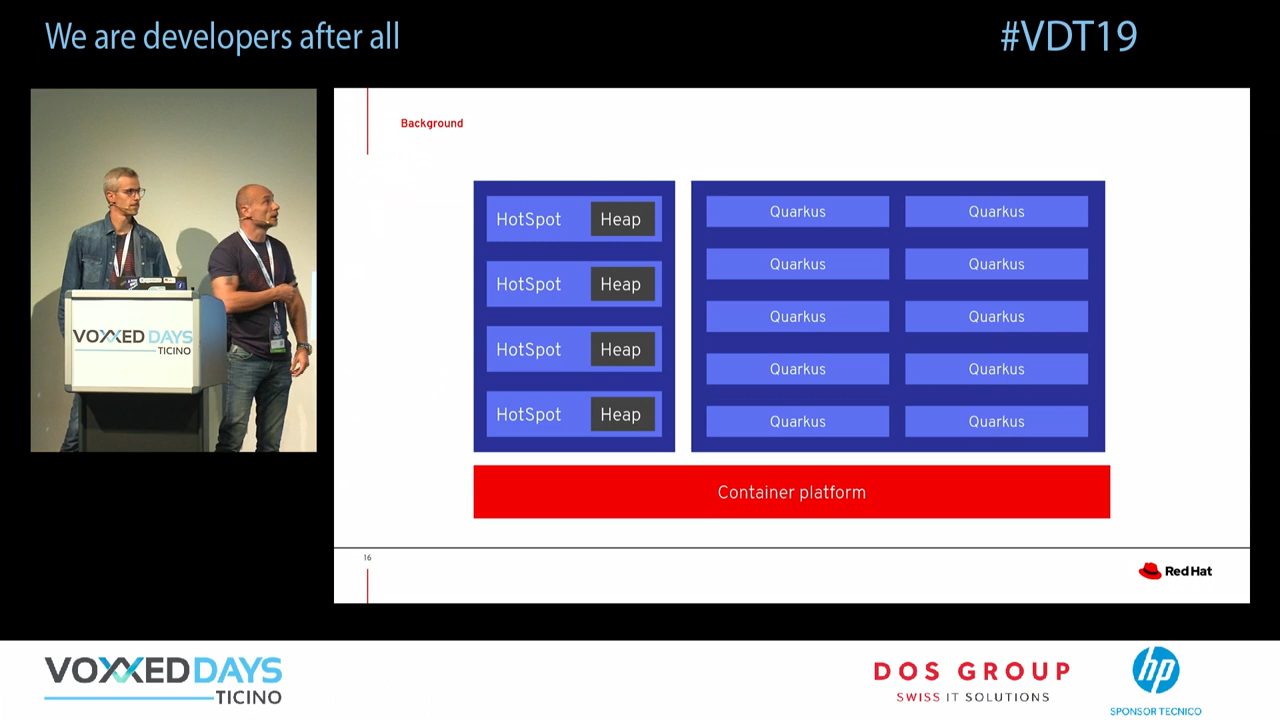 We are developers after all
#VDT19
VOXXED DAYS
TICINO
Background
HotSpot Heap
HotSpot Heap
HotSpot Heap
HotSpot Heap
Quarkus Quarkus
Quarkus Quarkus
Quarkus Quarkus
Quarkus Quarkus
Quarkus Quarkus
Container platform
16
Red Hat
VOXXED DAYS
TICINO
DOS GROUP
SWISS IT SOLUTIONS
hp
SPONSOR TECNICO